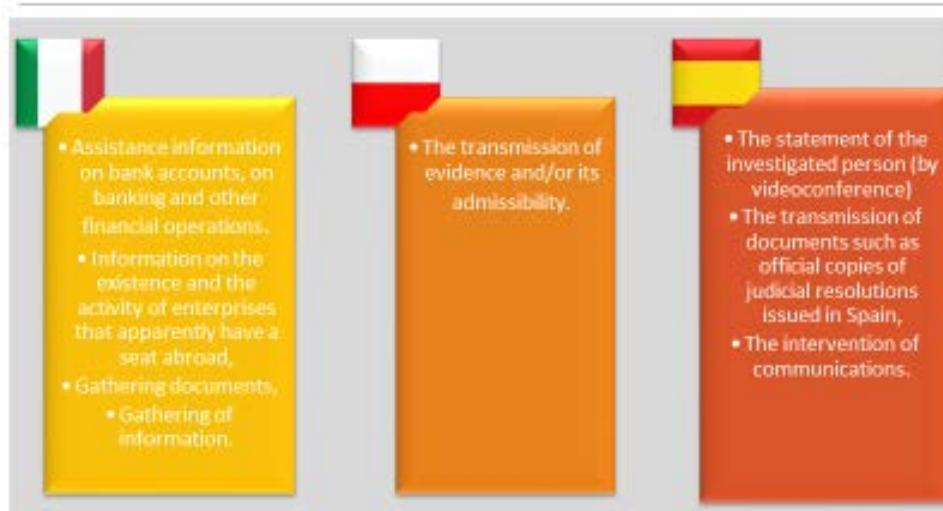 • Assistance information
on bank accounts, on
banking and other
financial operations.
• Information on the
existence and the
activity of enterprises
that apparently have a
seat abroad,
• Gathering documents,
• Gathering of
information.
• The transmission of
evidence and/or its
admissibility.
• The statement of the
investigated person (by
videoconference)
• The transmission of
documents such as
official copies of
judicial resolutions
issued in Spain,
• The intervention of
communications.